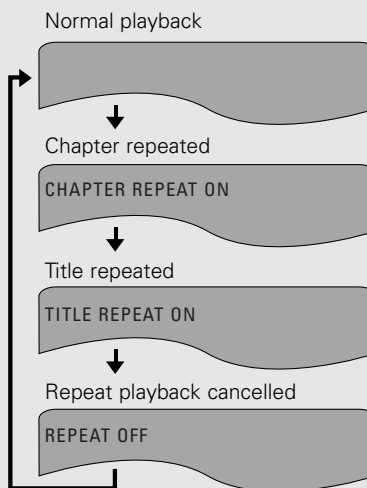 Normal playback
Chapter repeated
CHAPTER REPEAT ON
Title repeated
TITLE REPEAT ON
Repeat playback cancelled
REPEAT OFF